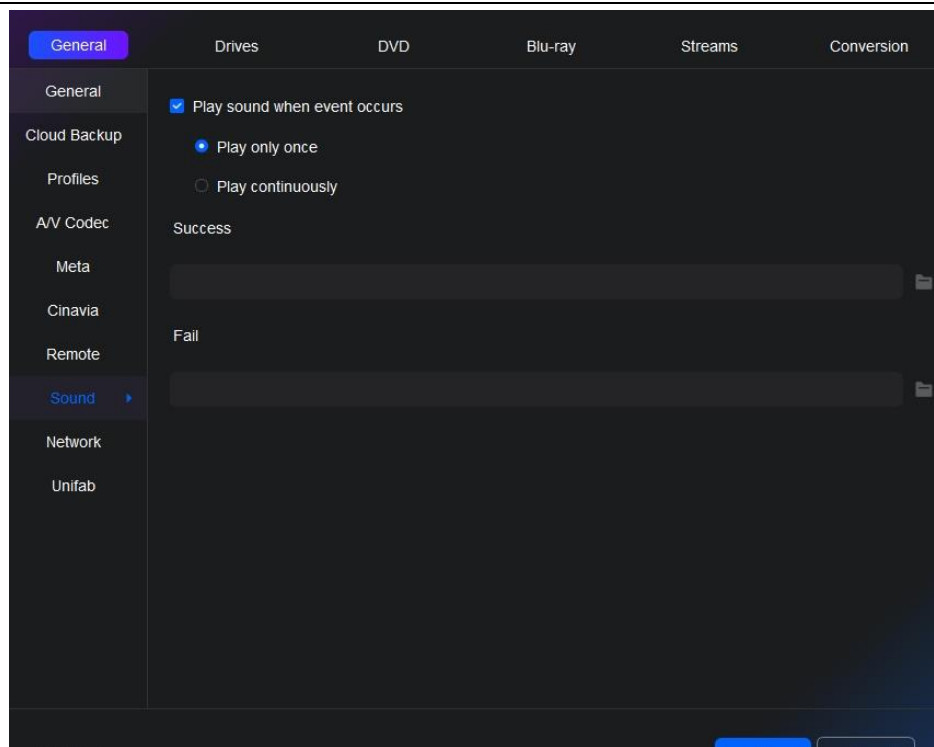 General Drives DVD Blu-ray Streams Conversion
General
Cloud Backup
Profiles
A/V Codec
Meta
Cinavia
Remote
Sound
Network
Unifab
Play sound when event occurs
Play only once
Play continuously
Success
Fail